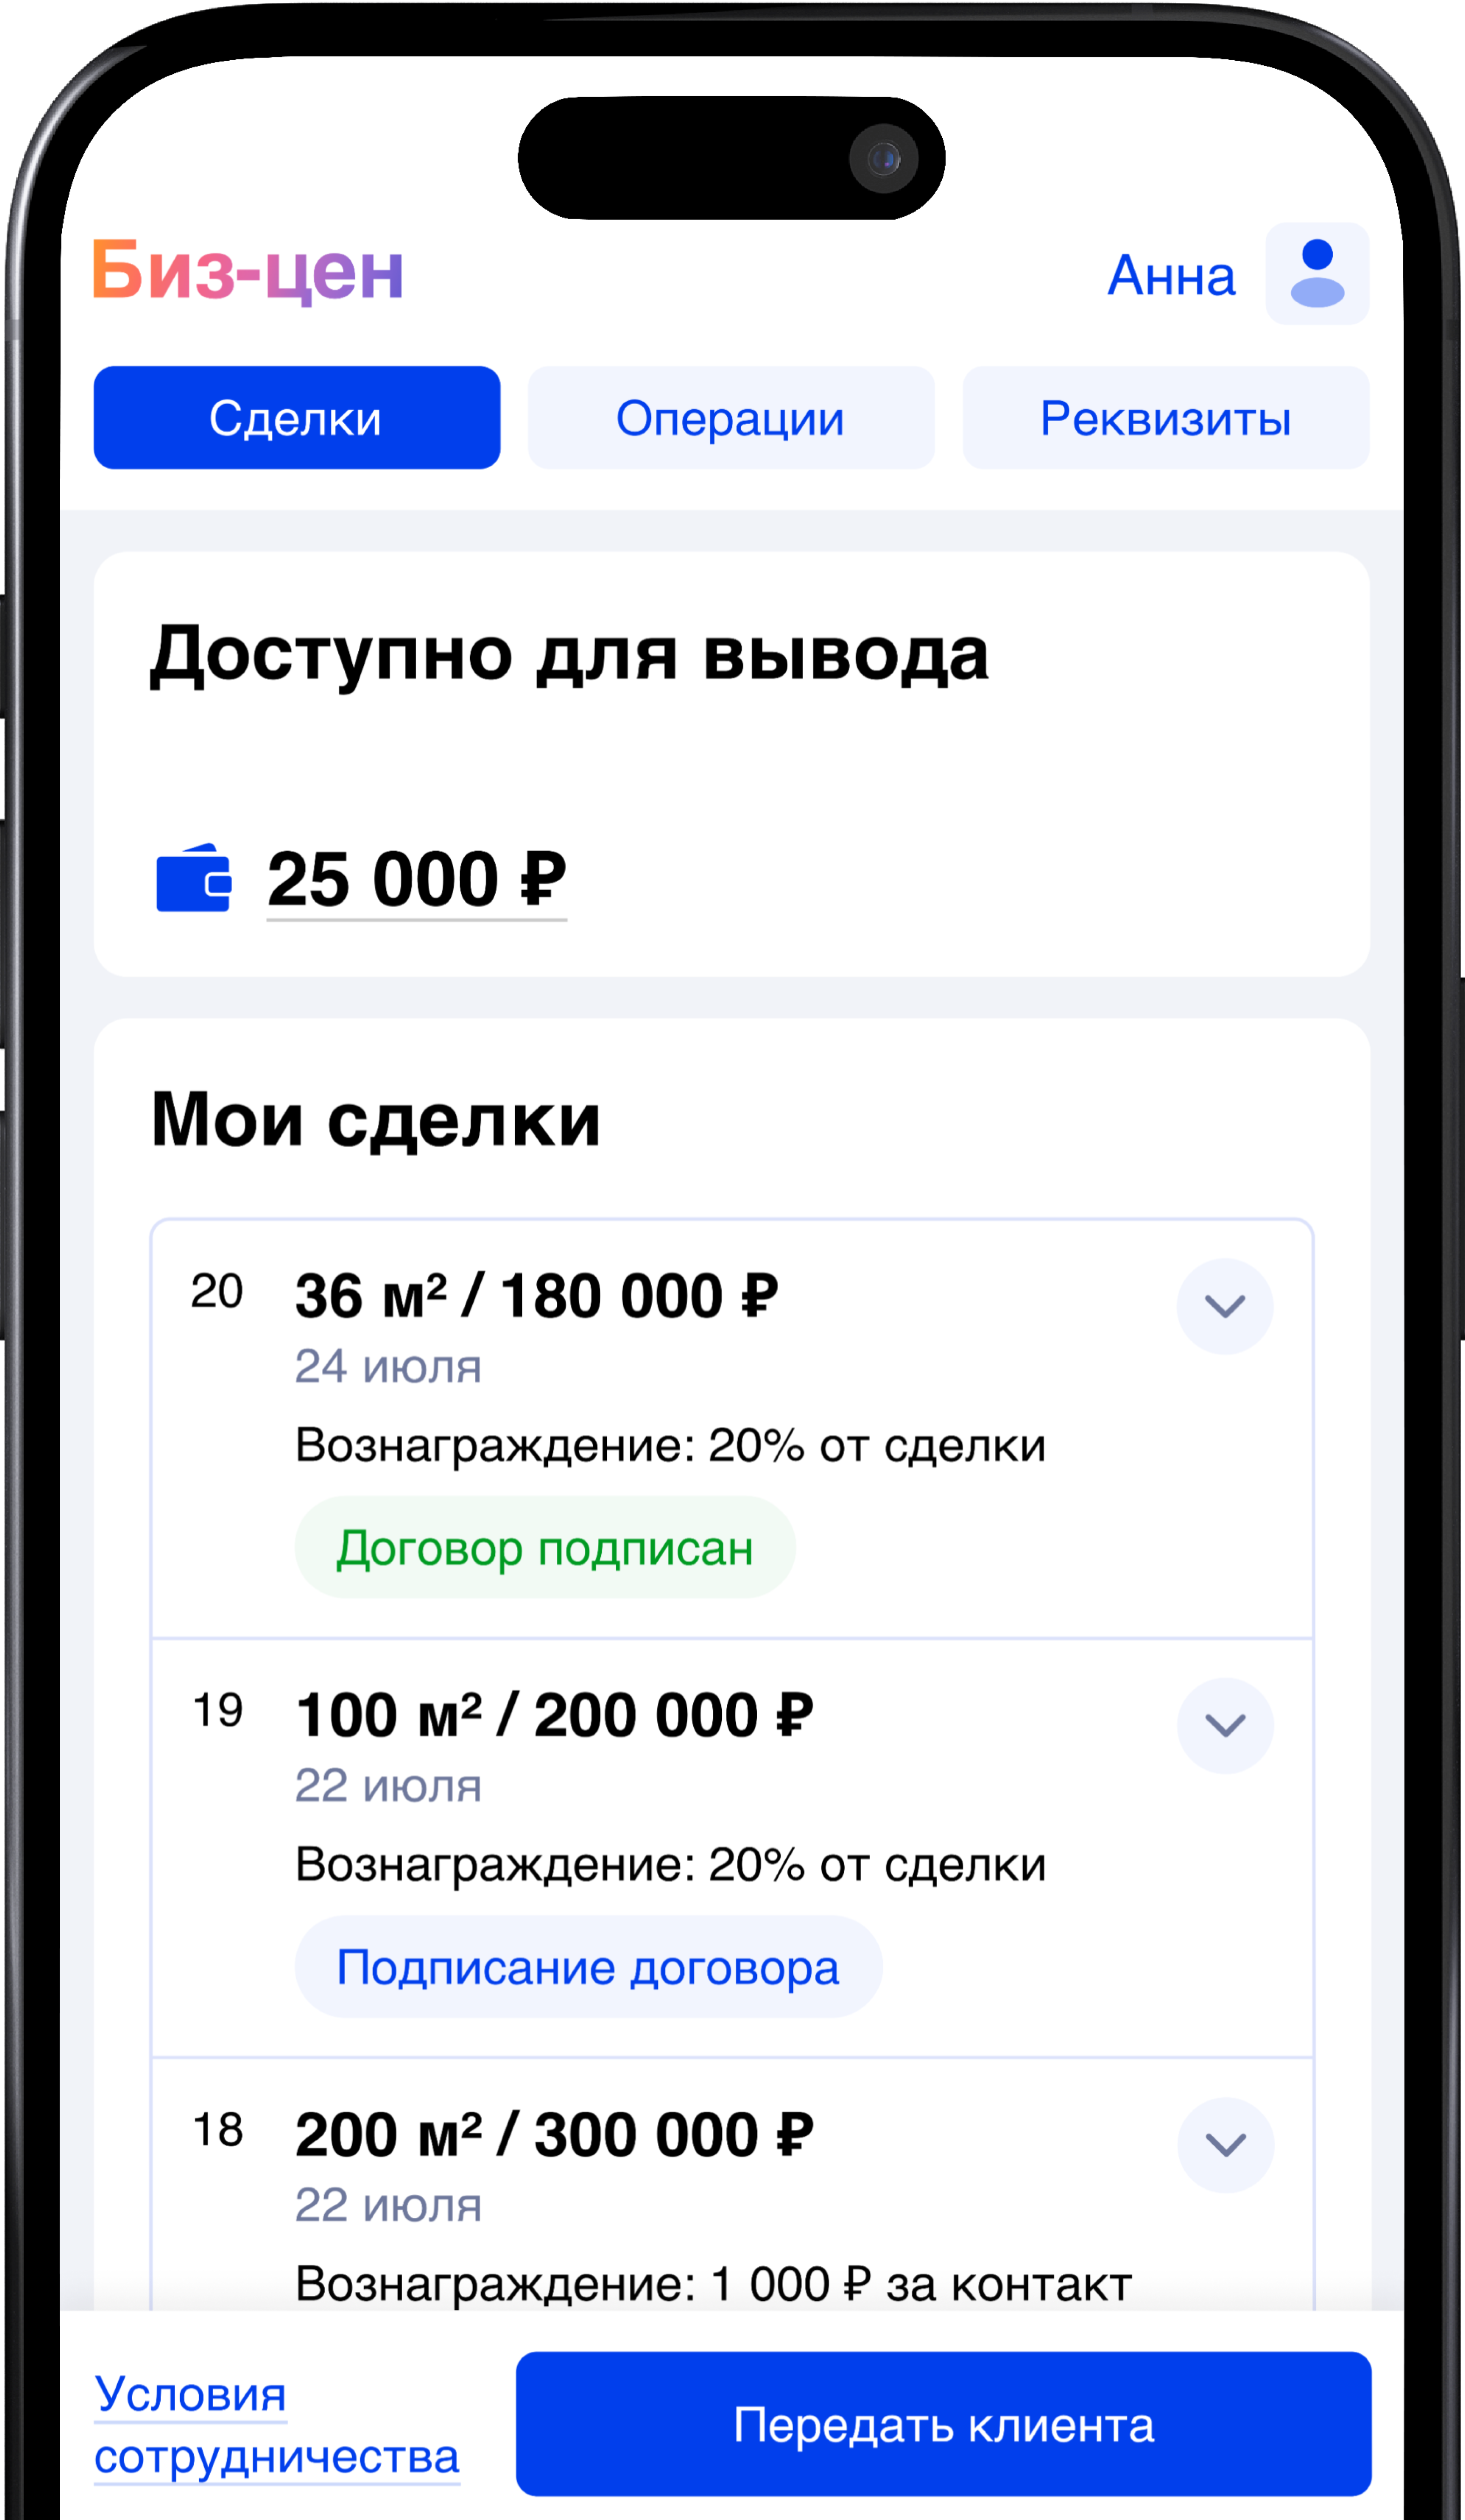 Биз-цен
Анна
Сделки
Операции
Реквизиты
Доступно для вывода
25 000 ₽
Мои сделки
20
36 м² / 180 000 ₽
24 июля
Вознаграждение: 20% от сделки
Договор подписан
19
100 м² / 200 000 ₽
22 июля
Вознаграждение: 20% от сделки
Подписание договора
18
200 м² / 300 000 ₽
22 июля
Вознаграждение: 1 000 ₽ за контакт
Условия
сотрудничества
Передать клиента